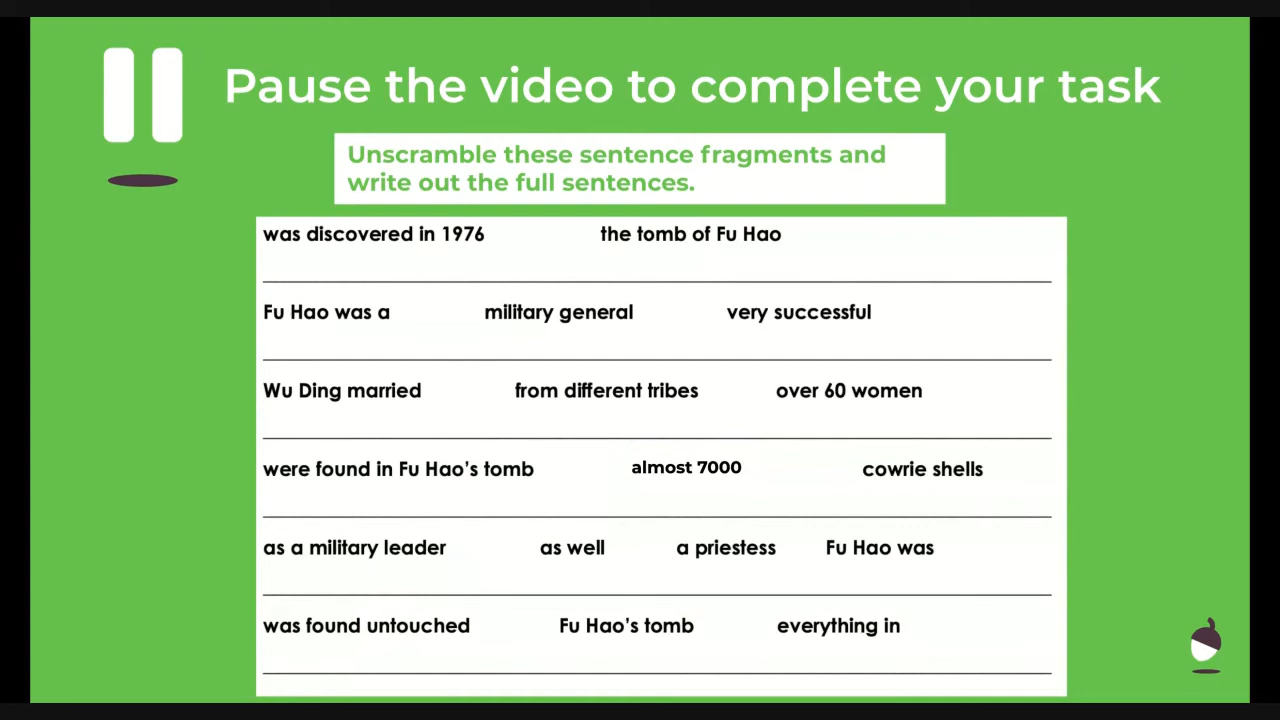 Pause the video to complete your task
Unscramble these sentence fragments and
write out the full sentences.
was discovered in 1976 the tomb of Fu Hao
Fu Hao was a military general very successful
Wu Ding married from different tribes over 60 women
were found in Fu Hao’s tomb almost 7000 cowrie shells
as a military leader as well a priestess Fu Hao was
was found untouched Fu Hao’s tomb everything in